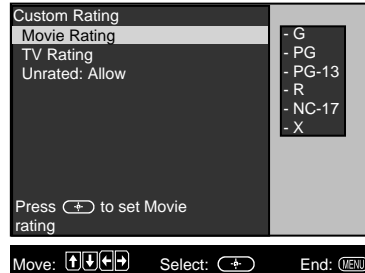 Custom Rating
Movie Rating
TV Rating
Unrated: Allow
- G
- PG
- PG-13
- R
- NC-17
- X
Press to set Movie
rating
Move: Select: End: MENU